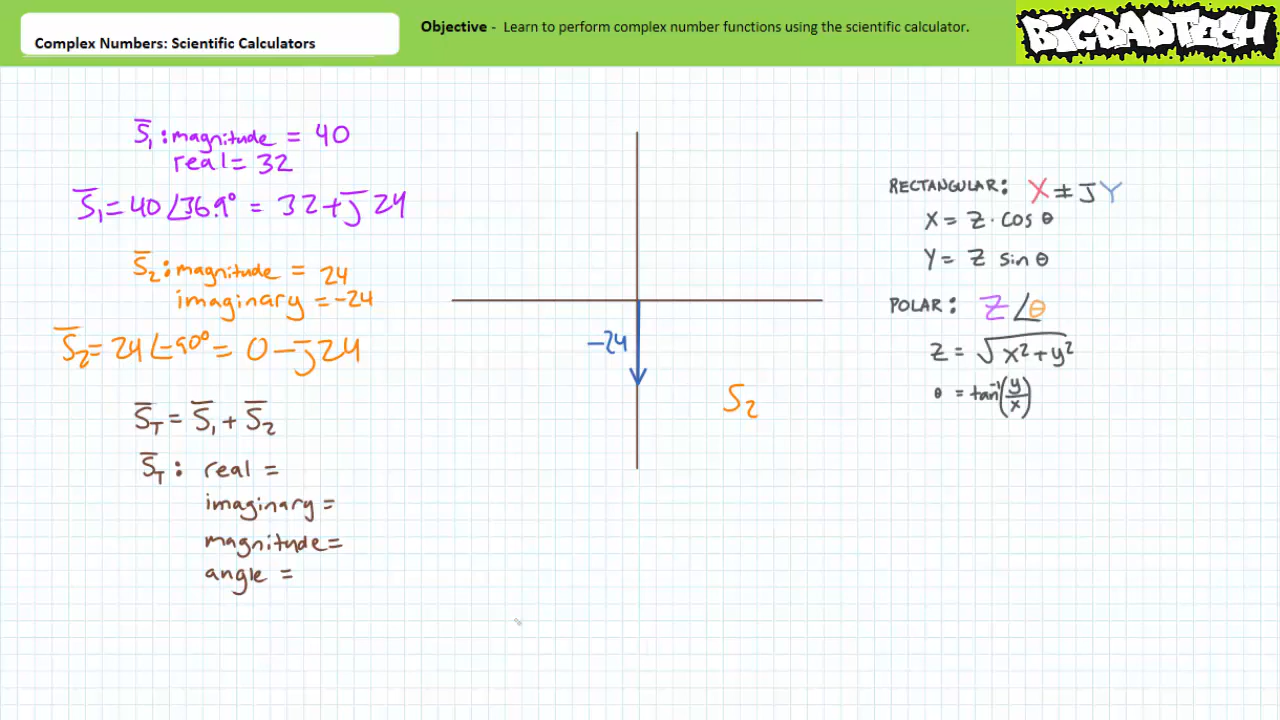 Complex Numbers: Scientific Calculators
Objective - Learn to perform complex number functions using the scientific calculator.
BIGBADTECH
S̅₁: magnitude = 40
real = 32
S̅₁ = 40∠36.9° = 32 + j24
S̅₂: magnitude = 24
imaginary = -24
S̅₂ = 24∠-90° = 0 - j24
S̅T = S̅₁ + S̅₂
S̅T: real =
imaginary =
magnitude =
angle =
-24
S₂
RECTANGULAR: X ± jY
X = Z · cos θ
Y = Z sin θ
POLAR: Z∠θ
Z = √x² + y²
θ = tan⁻¹(y/x)